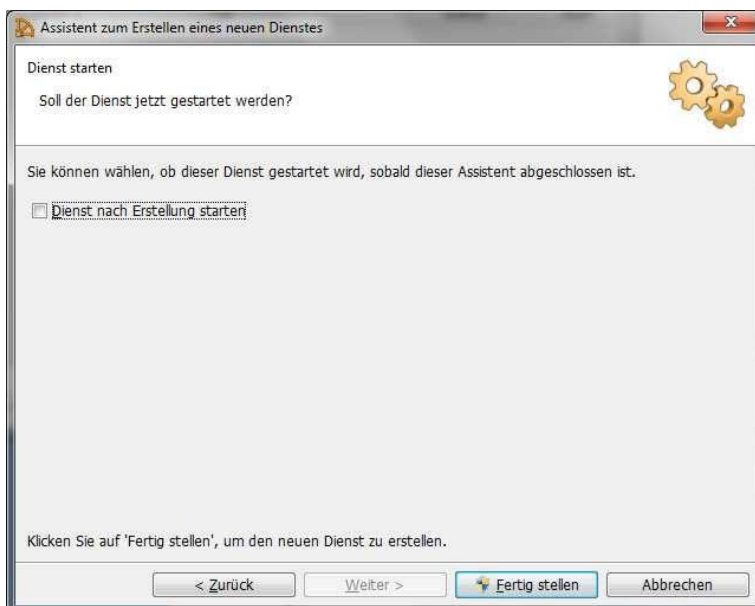 Assistent zum Erstellen eines neuen Dienstes
Dienst starten
Soll der Dienst jetzt gestartet werden?
Sie können wählen, ob dieser Dienst gestartet wird, sobald dieser Assistent abgeschlossen ist.
Dienst nach Erstellung starten
Klicken Sie auf 'Fertig stellen', um den neuen Dienst zu erstellen.
< Zurück
Weiter >
Fertig stellen
Abbrechen